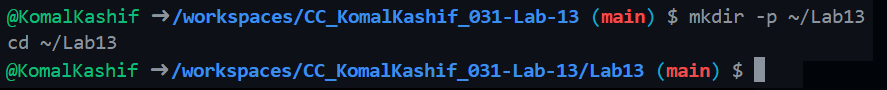 @KomalKashif ➜/workspaces/CC_KomalKashif_031-Lab-13 (main) $ mkdir -p ~/Lab13
cd ~/Lab13
@KomalKashif ➜/workspaces/CC_KomalKashif_031-Lab-13/Lab13 (main) $